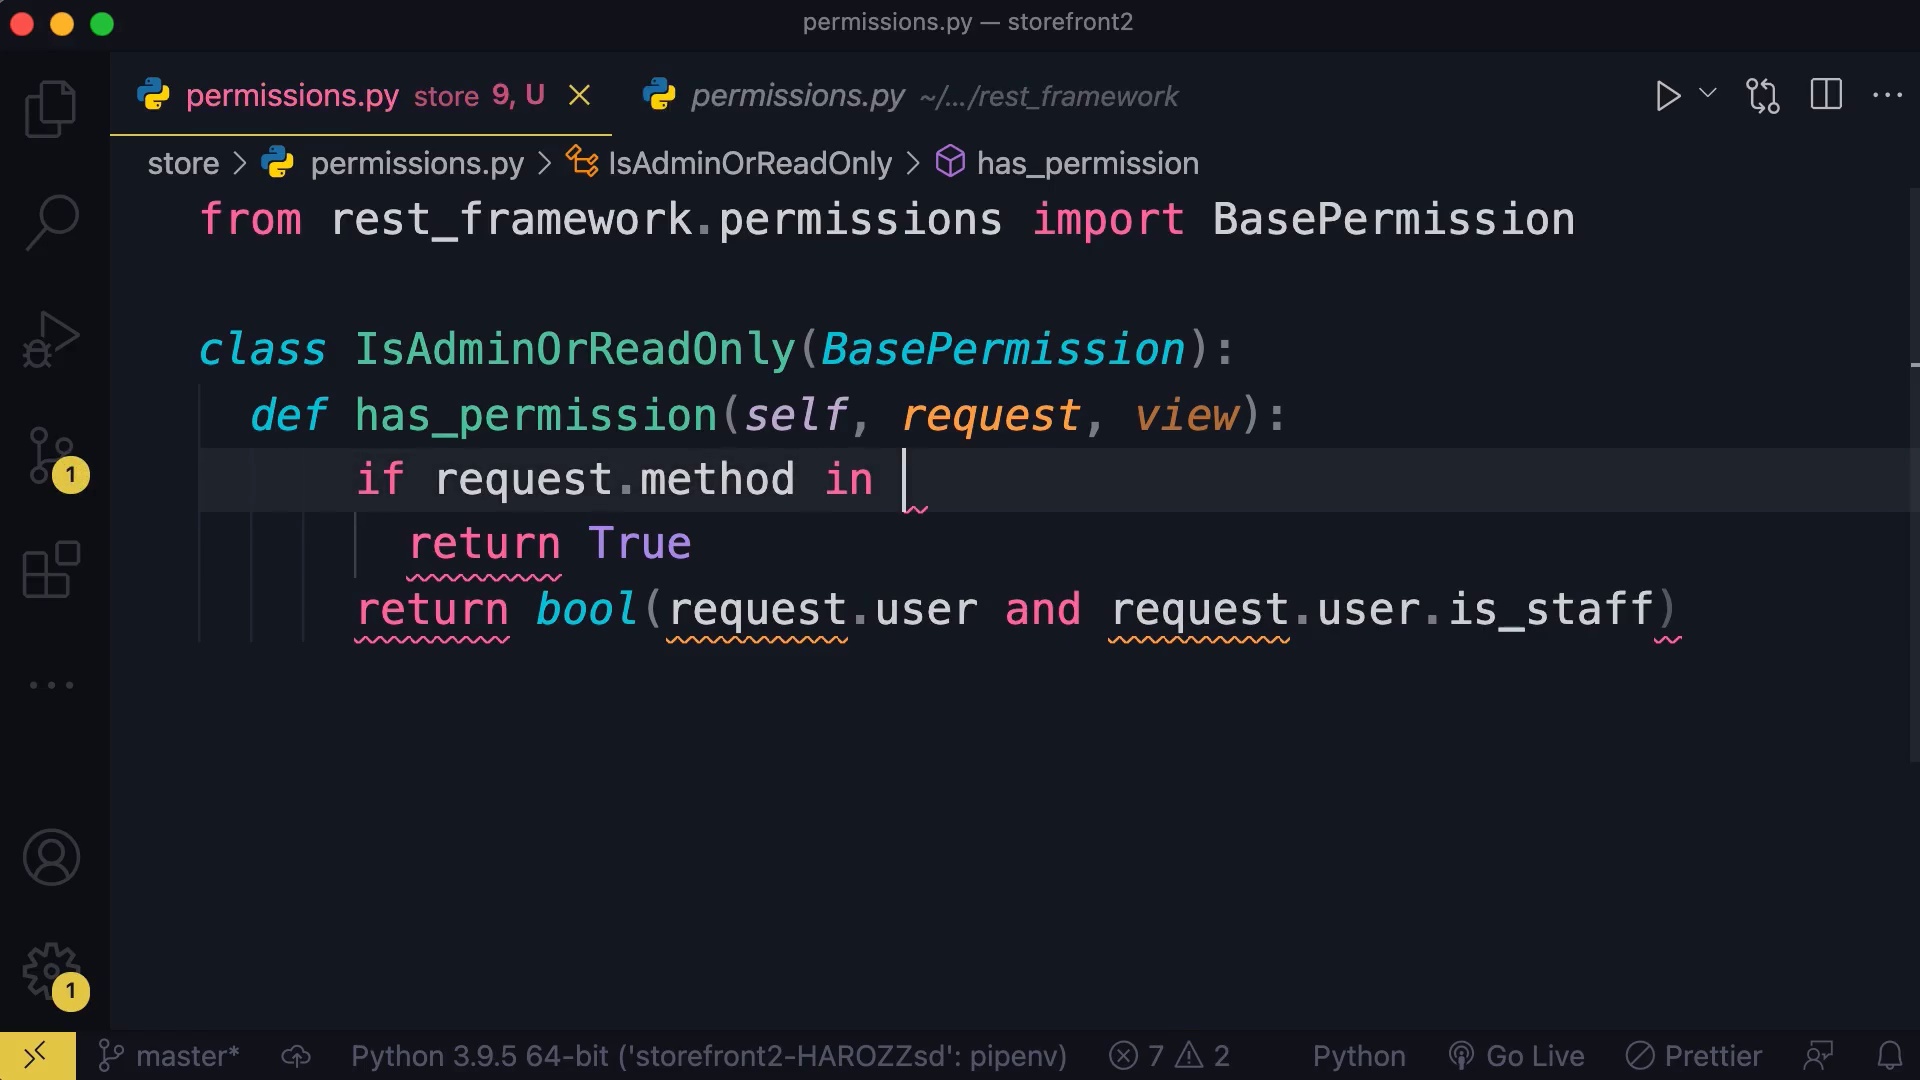 permissions.py — storefront2
permissions.py store 9, U
permissions.py ~/.../rest_framework
store > permissions.py > IsAdminOrReadOnly > has_permission
from rest_framework.permissions import BasePermission
class IsAdminOrReadOnly(BasePermission):
def has_permission(self, request, view):
if request.method in
return True
return bool(request.user and request.user.is_staff)
1
1
master* Python 3.9.5 64-bit ('storefront2-HAROZZsd': pipenv) 7 2 Python Go Live Prettier